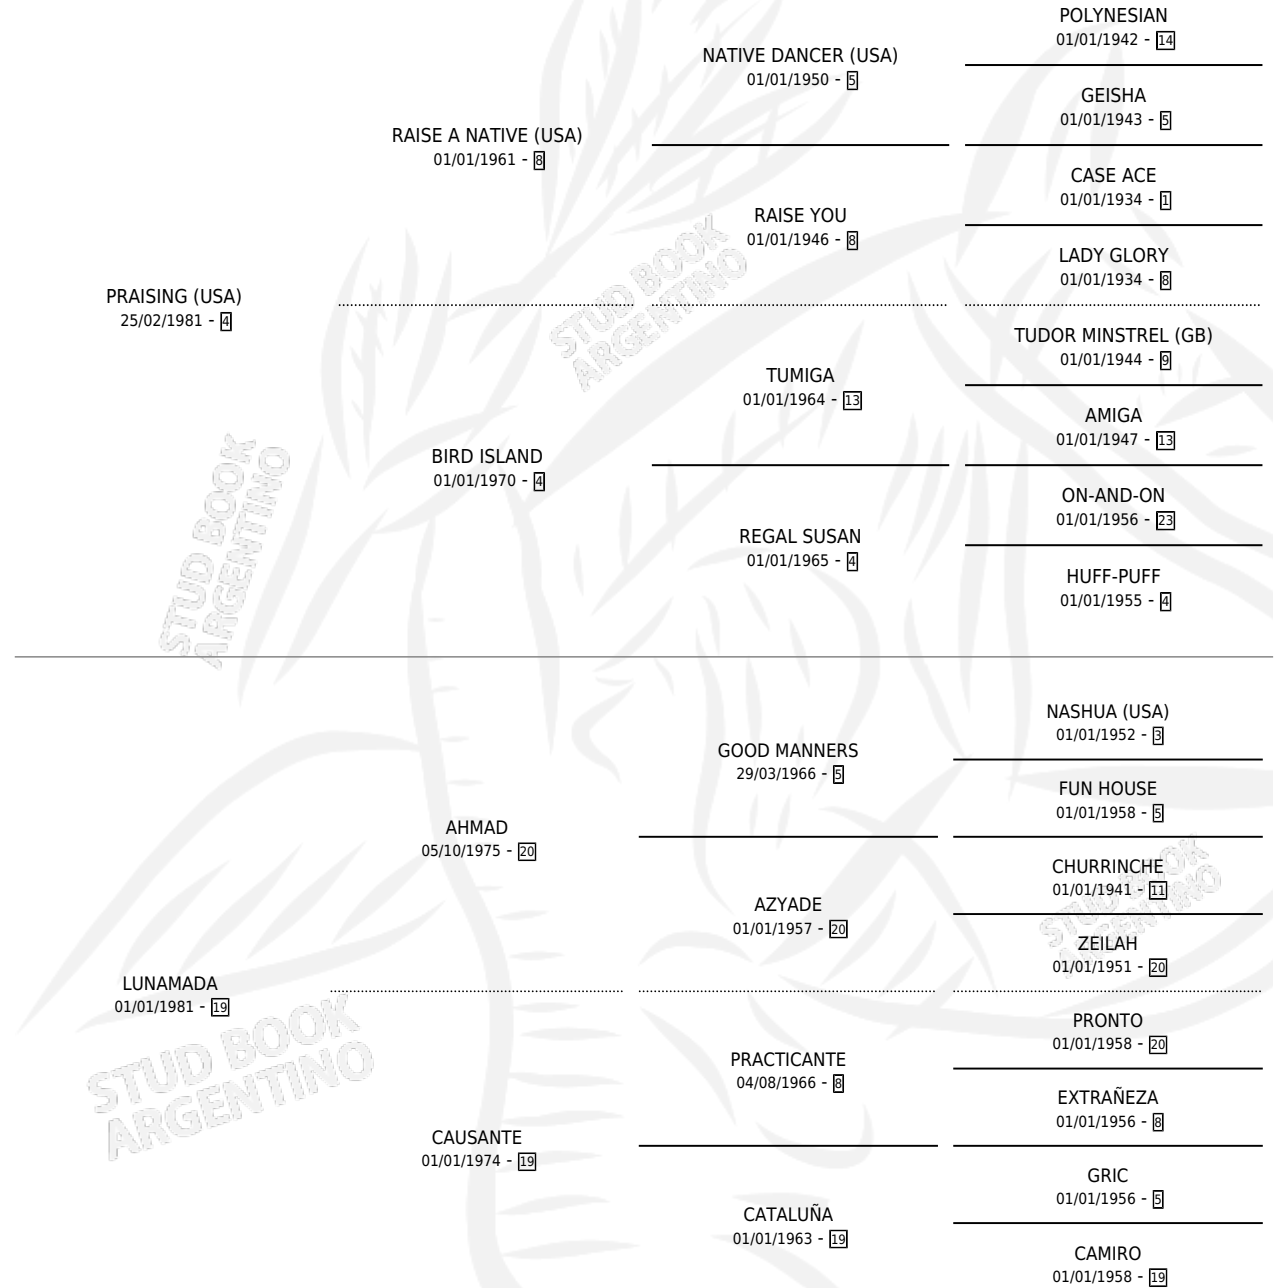 POLYNESIAN
01/01/1942 - 14
NATIVE DANCER (USA)
01/01/1950 - 5
GEISHA
01/01/1943 - 5
RAISE A NATIVE (USA)
01/01/1961 - 8
CASE ACE
01/01/1934 - 1
RAISE YOU
01/01/1946 - 8
LADY GLORY
01/01/1934 - 8
PRAISING (USA)
25/02/1981 - 4
TUDOR MINSTREL (GB)
01/01/1944 - 9
TUMIGA
01/01/1964 - 13
AMIGA
01/01/1947 - 13
BIRD ISLAND
01/01/1970 - 4
ON-AND-ON
01/01/1956 - 23
REGAL SUSAN
01/01/1965 - 4
HUFF-PUFF
01/01/1955 - 4
STUD BOOK
ARGENTINO
STUD BOOK
ARGENTINO
NASHUA (USA)
01/01/1952 - 3
GOOD MANNERS
29/03/1966 - 5
FUN HOUSE
01/01/1958 - 5
AHMAD
05/10/1975 - 20
CHURRINCHE
01/01/1941 - 11
AZYADE
01/01/1957 - 20
ZEILAH
01/01/1951 - 20
LUNAMADA
01/01/1981 - 19
PRONTO
01/01/1958 - 20
PRACTICANTE
04/08/1966 - 8
EXTRAÑEZA
01/01/1956 - 8
CAUSANTE
01/01/1974 - 19
GRIC
01/01/1956 - 5
CATALUÑA
01/01/1963 - 19
CAMIRO
01/01/1958 - 19
STUD BOOK
ARGENTINO
STUD BOOK
ARGENTINO